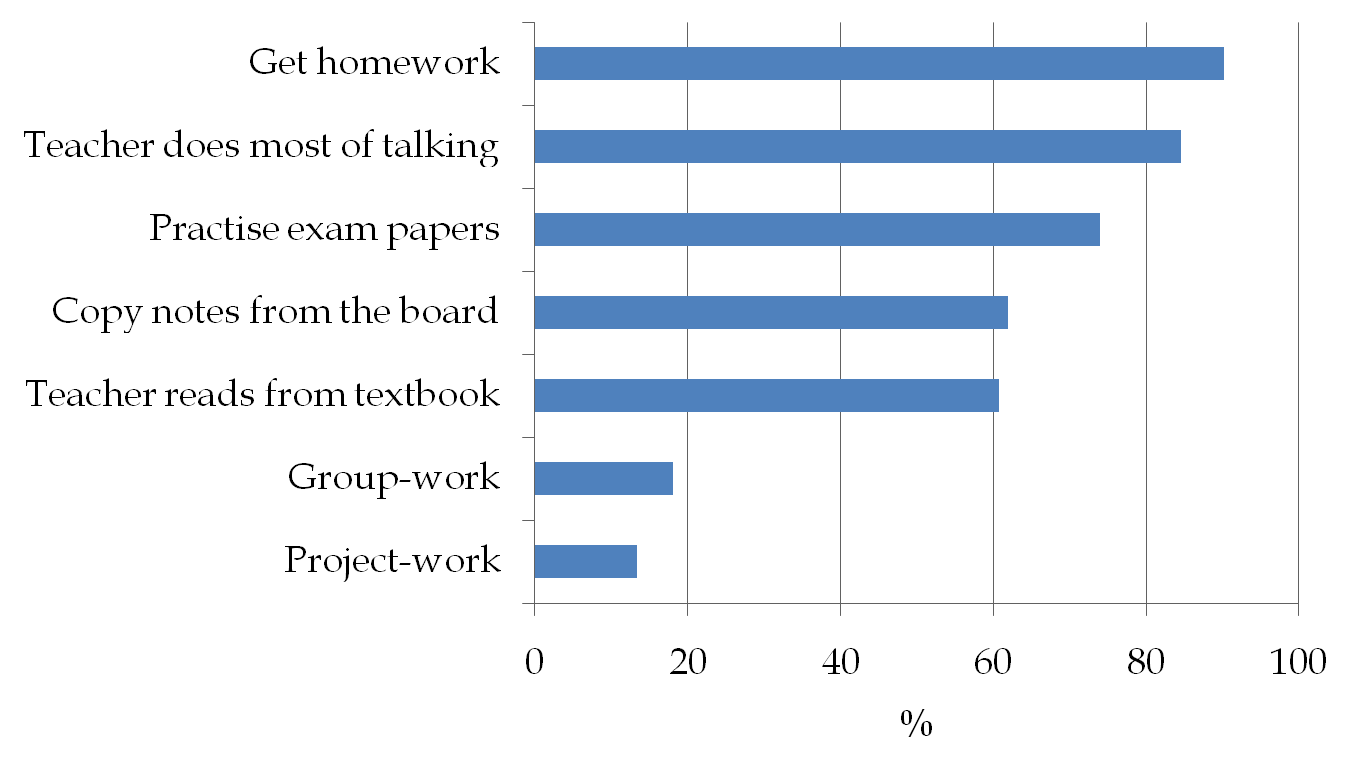 Get homework
Teacher does most of talking
Practise exam papers
Copy notes from the board
Teacher reads from textbook
Group-work
Project-work
0 20 40 60 80 100
%